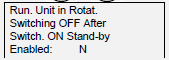 Run. Unit in Rotat.
Switching OFF After
Switch. ON Stand-by
Enabled: N